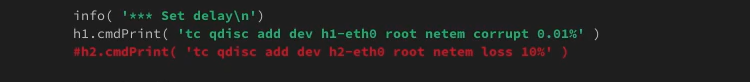 info( '*** Set delay\n')
h1.cmdPrint( 'tc qdisc add dev h1-eth0 root netem corrupt 0.01%' )
#h2.cmdPrint( 'tc qdisc add dev h2-eth0 root netem loss 10%' )